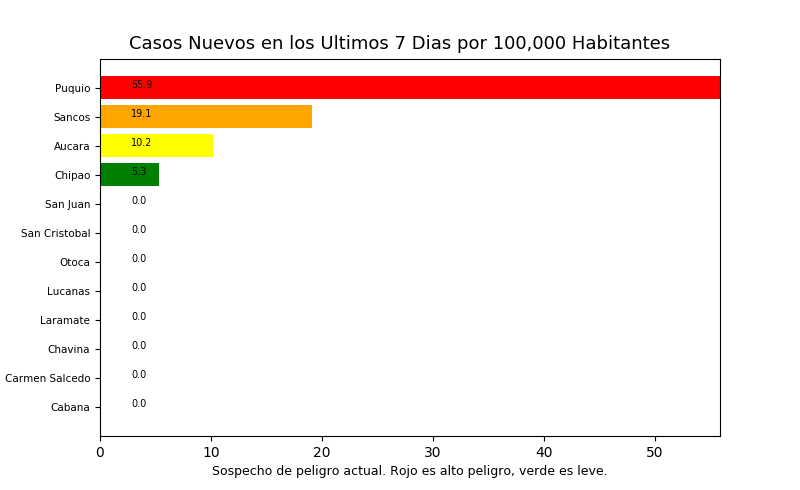 Casos Nuevos en los Ultimos 7 Dias por 100,000 Habitantes
Puquio 55.9
Sancos 19.1
Aucara 10.2
Chipao 5.3
San Juan 0.0
San Cristobal 0.0
Otoca 0.0
Lucanas 0.0
Laramate 0.0
Chavina 0.0
Carmen Salcedo 0.0
Cabana 0.0
0 10 20 30 40 50
Sospecho de peligro actual. Rojo es alto peligro, verde es leve.